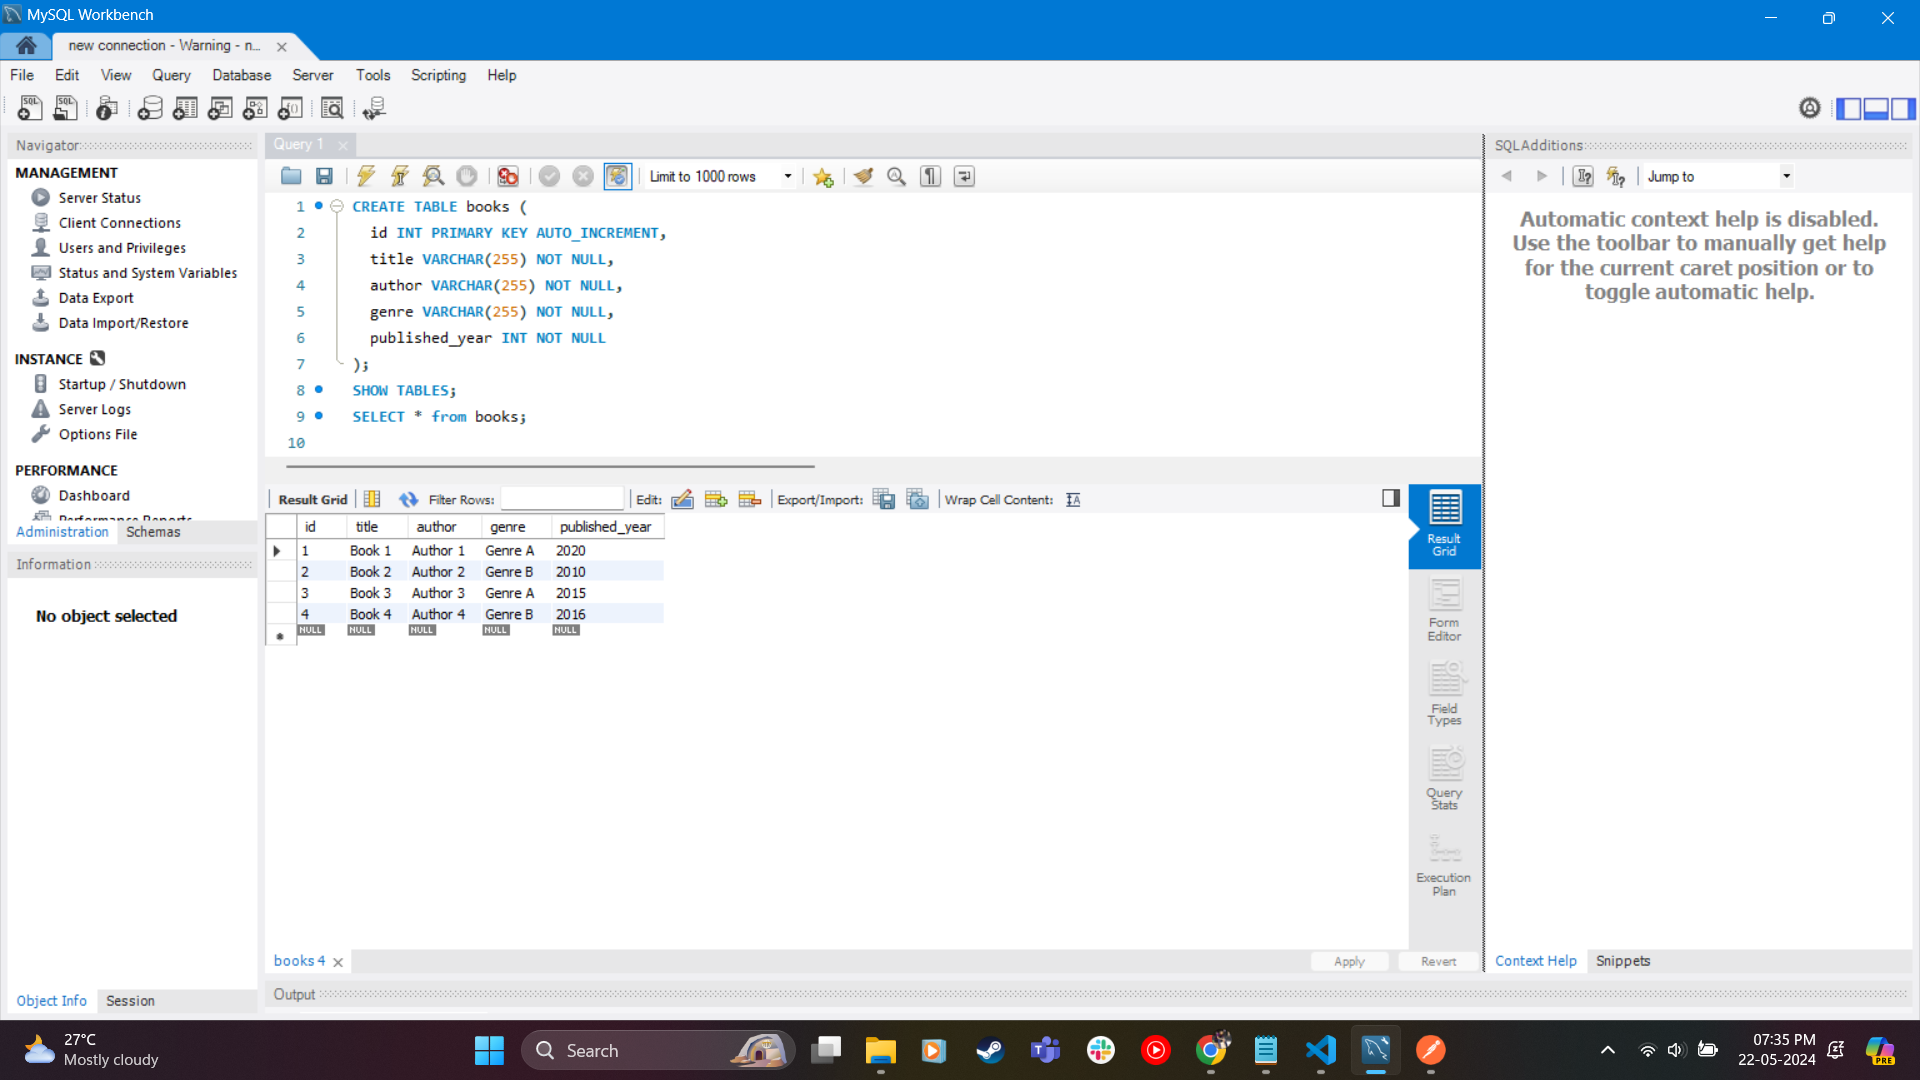 MySQL Workbench
new connection - Warning - n...
File Edit View Query Database Server Tools Scripting Help
Navigator
MANAGEMENT
Server Status
Client Connections
Users and Privileges
Status and System Variables
Data Export
Data Import/Restore
INSTANCE
Startup / Shutdown
Server Logs
Options File
PERFORMANCE
Dashboard
Performance Reports
Administration Schemas
Information
No object selected
Object Info Session
Query 1
Limit to 1000 rows
1 CREATE TABLE books (
2 id INT PRIMARY KEY AUTO_INCREMENT,
3 title VARCHAR(255) NOT NULL,
4 author VARCHAR(255) NOT NULL,
5 genre VARCHAR(255) NOT NULL,
6 published_year INT NOT NULL
7 );
8 SHOW TABLES;
9 SELECT * from books;
10
Result Grid Filter Rows: Edit: Export/Import: Wrap Cell Content:
id title author genre published_year
1 Book 1 Author 1 Genre A 2020
2 Book 2 Author 2 Genre B 2010
3 Book 3 Author 3 Genre A 2015
4 Book 4 Author 4 Genre B 2016
NULL NULL NULL NULL NULL
Result
Grid
Form
Editor
Field
Types
Query
Stats
Execution
Plan
books 4
Apply Revert
Output
SQLAdditions
Jump to
Automatic context help is disabled.
Use the toolbar to manually get help
for the current caret position or to
toggle automatic help.
Context Help Snippets
27°C
Mostly cloudy
Search
07:35 PM
22-05-2024
PRE